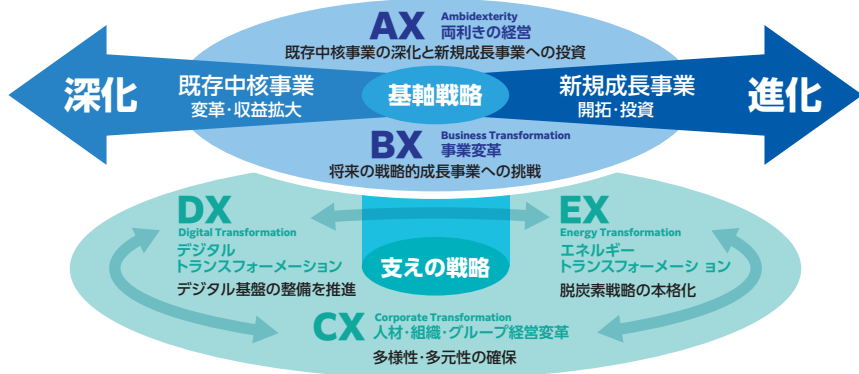 AX
Ambidexterity
両利きの経営
既存中核事業の深化と新規成長事業への投資
深化
既存中核事業
変革・収益拡大
基軸戦略
新規成長事業
開拓・投資
進化
BX
Business Transformation
事業変革
将来の戦略的成長事業への挑戦
DX
Digital Transformation
デジタル
トランスフォーメーション
デジタル基盤の整備を推進
支えの戦略
EX
Energy Transformation
エネルギー
トランスフォーメーション
脱炭素戦略の本格化
CX
Corporate Transformation
人材・組織・グループ経営変革
多様性・多元性の確保